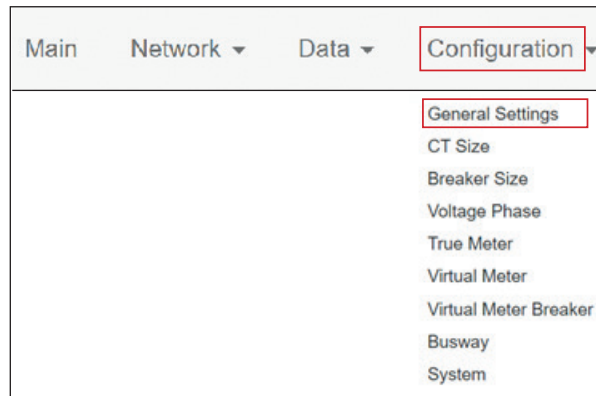 Main Network Data Configuration
General Settings
CT Size
Breaker Size
Voltage Phase
True Meter
Virtual Meter
Virtual Meter Breaker
Busway
System